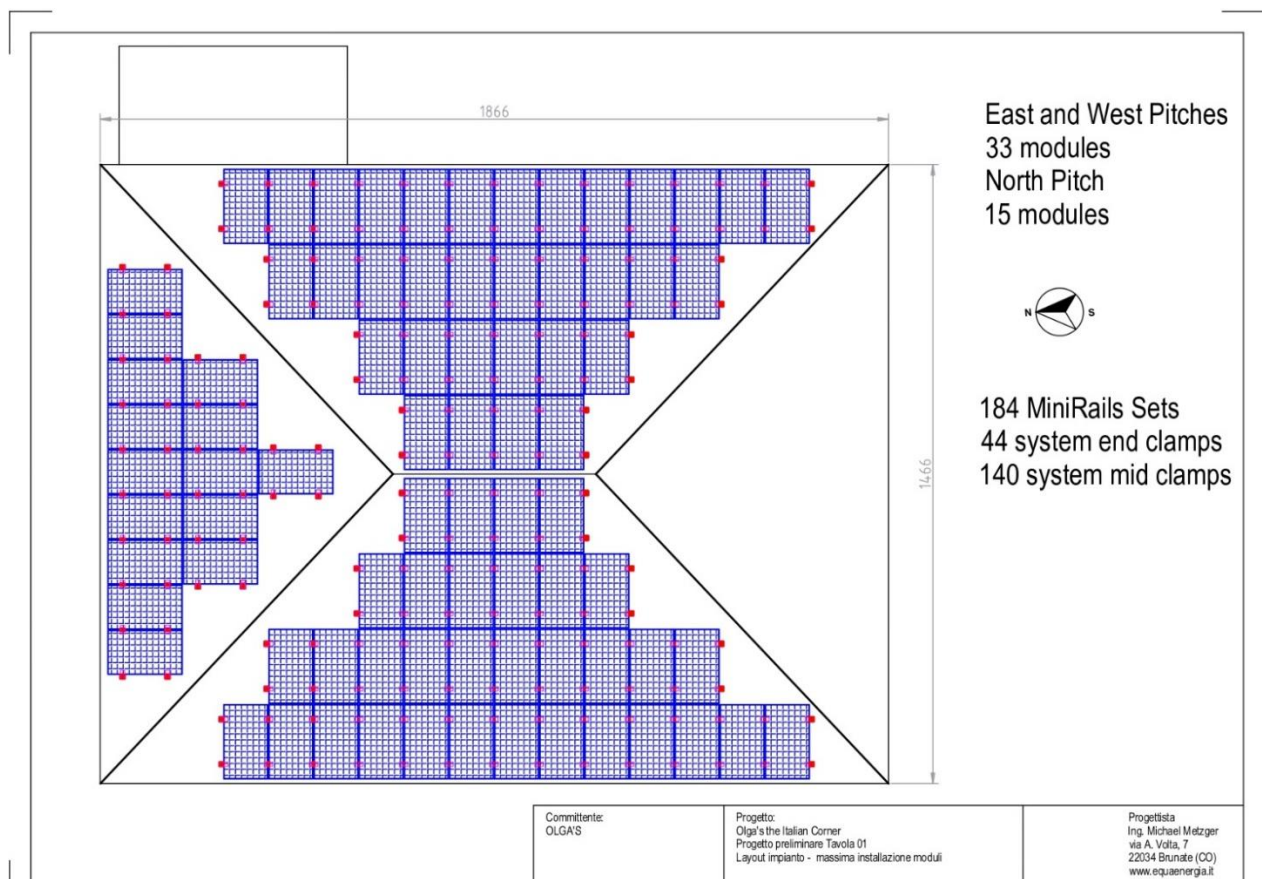 1866
East and West Pitches
33 modules
North Pitch
15 modules
N S
1466
184 MiniRails Sets
44 system end clamps
140 system mid clamps
Committente:
OLGA'S
Progetto:
Olga's the Italian Corner
Progetto preliminare Tavola 01
Layout impianto - massima installazione moduli
Progettista
Ing. Michael Metzger
via A. Volta, 7
22034 Brunate (CO)
www.equaenergia.it